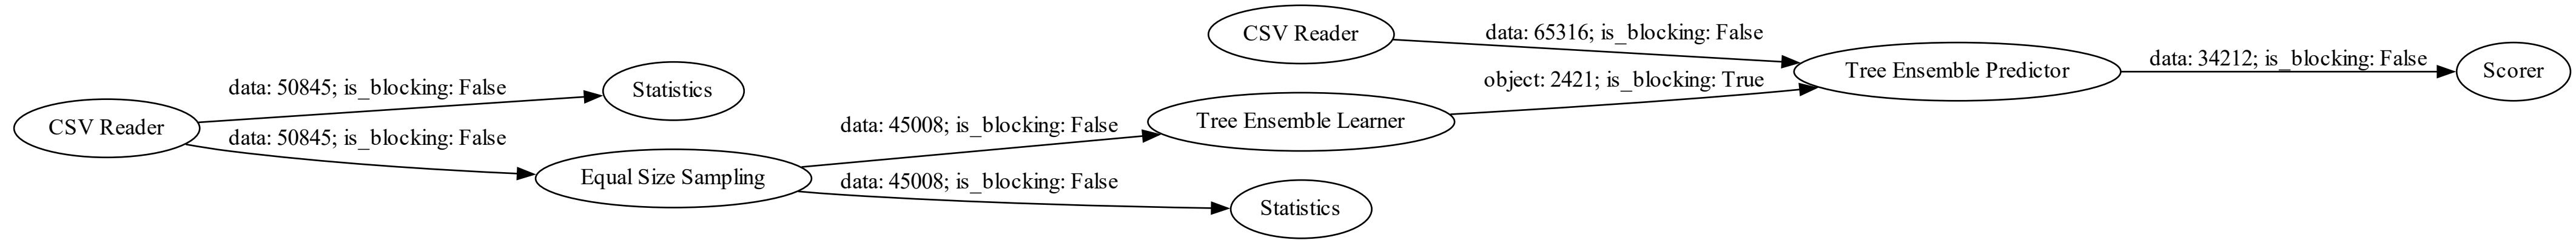 CSV Reader
data: 50845; is_blocking: False
Statistics
data: 50845; is_blocking: False
Equal Size Sampling
data: 45008; is_blocking: False
Tree Ensemble Learner
data: 45008; is_blocking: False
Statistics
CSV Reader
data: 65316; is_blocking: False
object: 2421; is_blocking: True
Tree Ensemble Predictor
data: 34212; is_blocking: False
Scorer